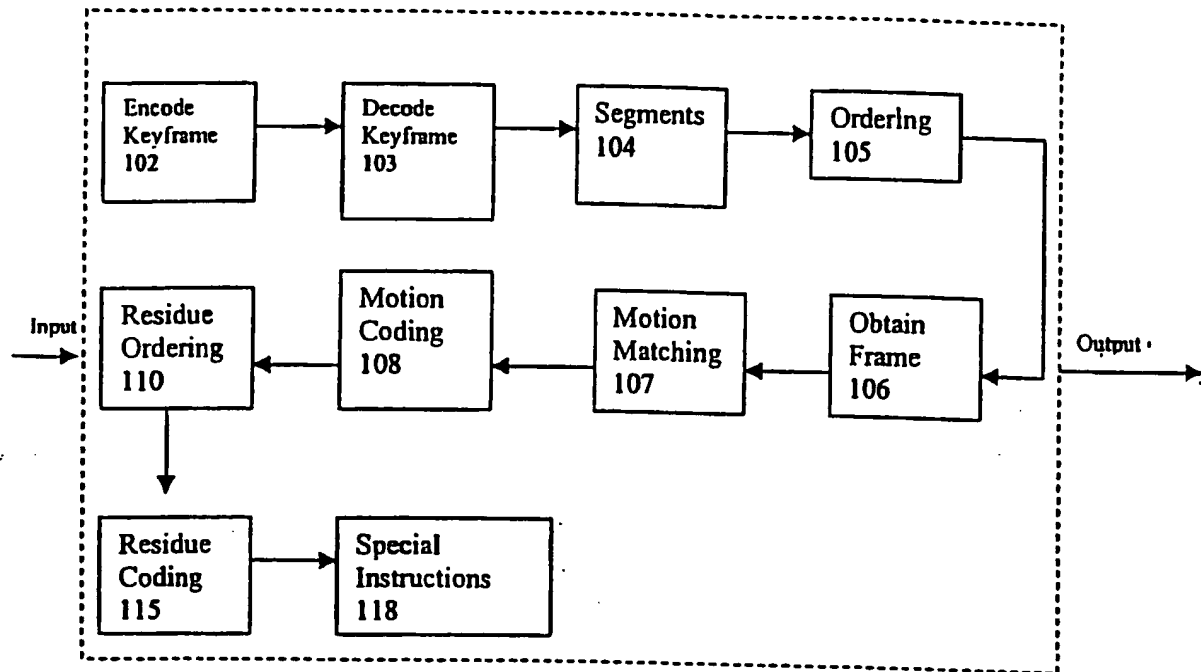 Encode
Keyframe
102
Decode
Keyframe
103
Segments
104
Ordering
105
Input
Residue
Ordering
110
Motion
Coding
108
Motion
Matching
107
Obtain
Frame
106
Output
Residue
Coding
115
Special
Instructions
118